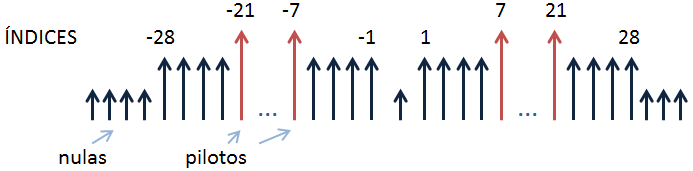 -21 -7 7 21
ÍNDICES -28 -1 1 28
... ...
nulas pilotos